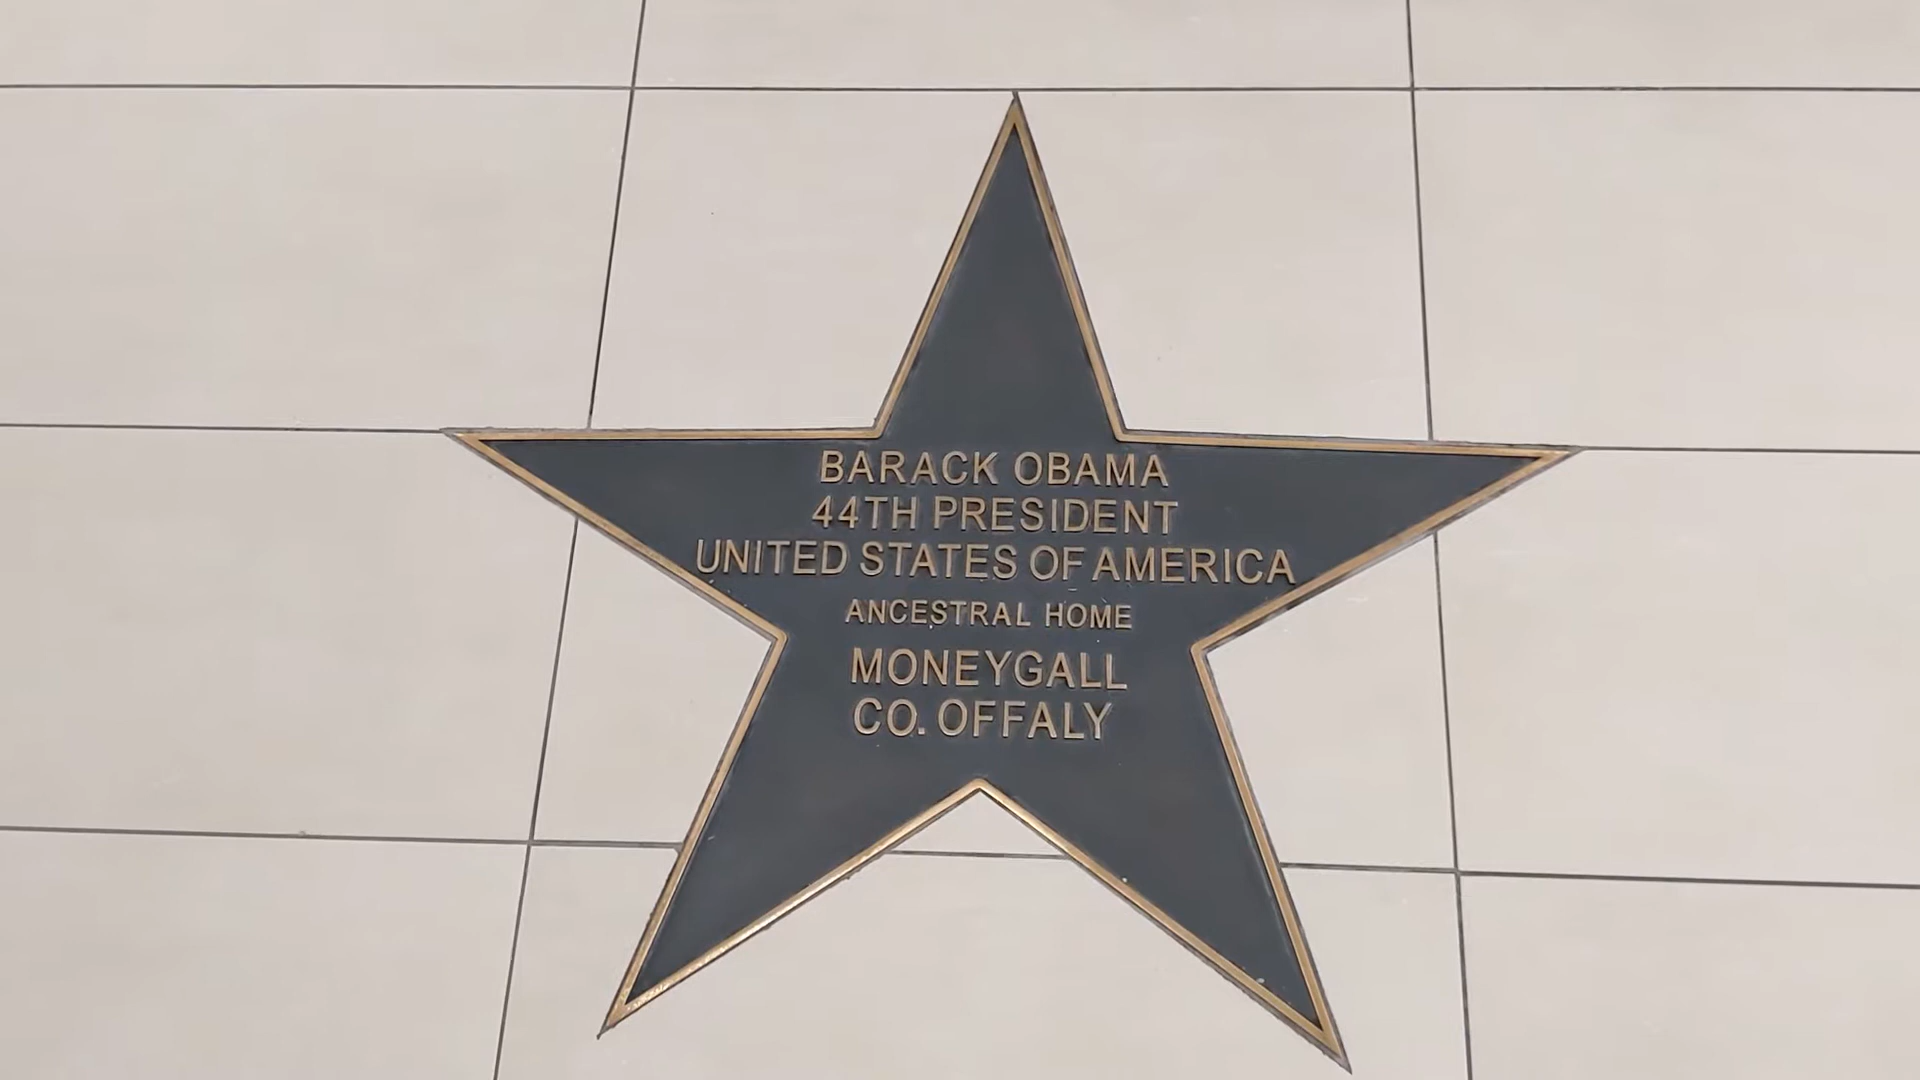 BARACK OBAMA
44TH PRESIDENT
UNITED STATES OF AMERICA
ANCESTRAL HOME
MONEYGALL
CO. OFFALY